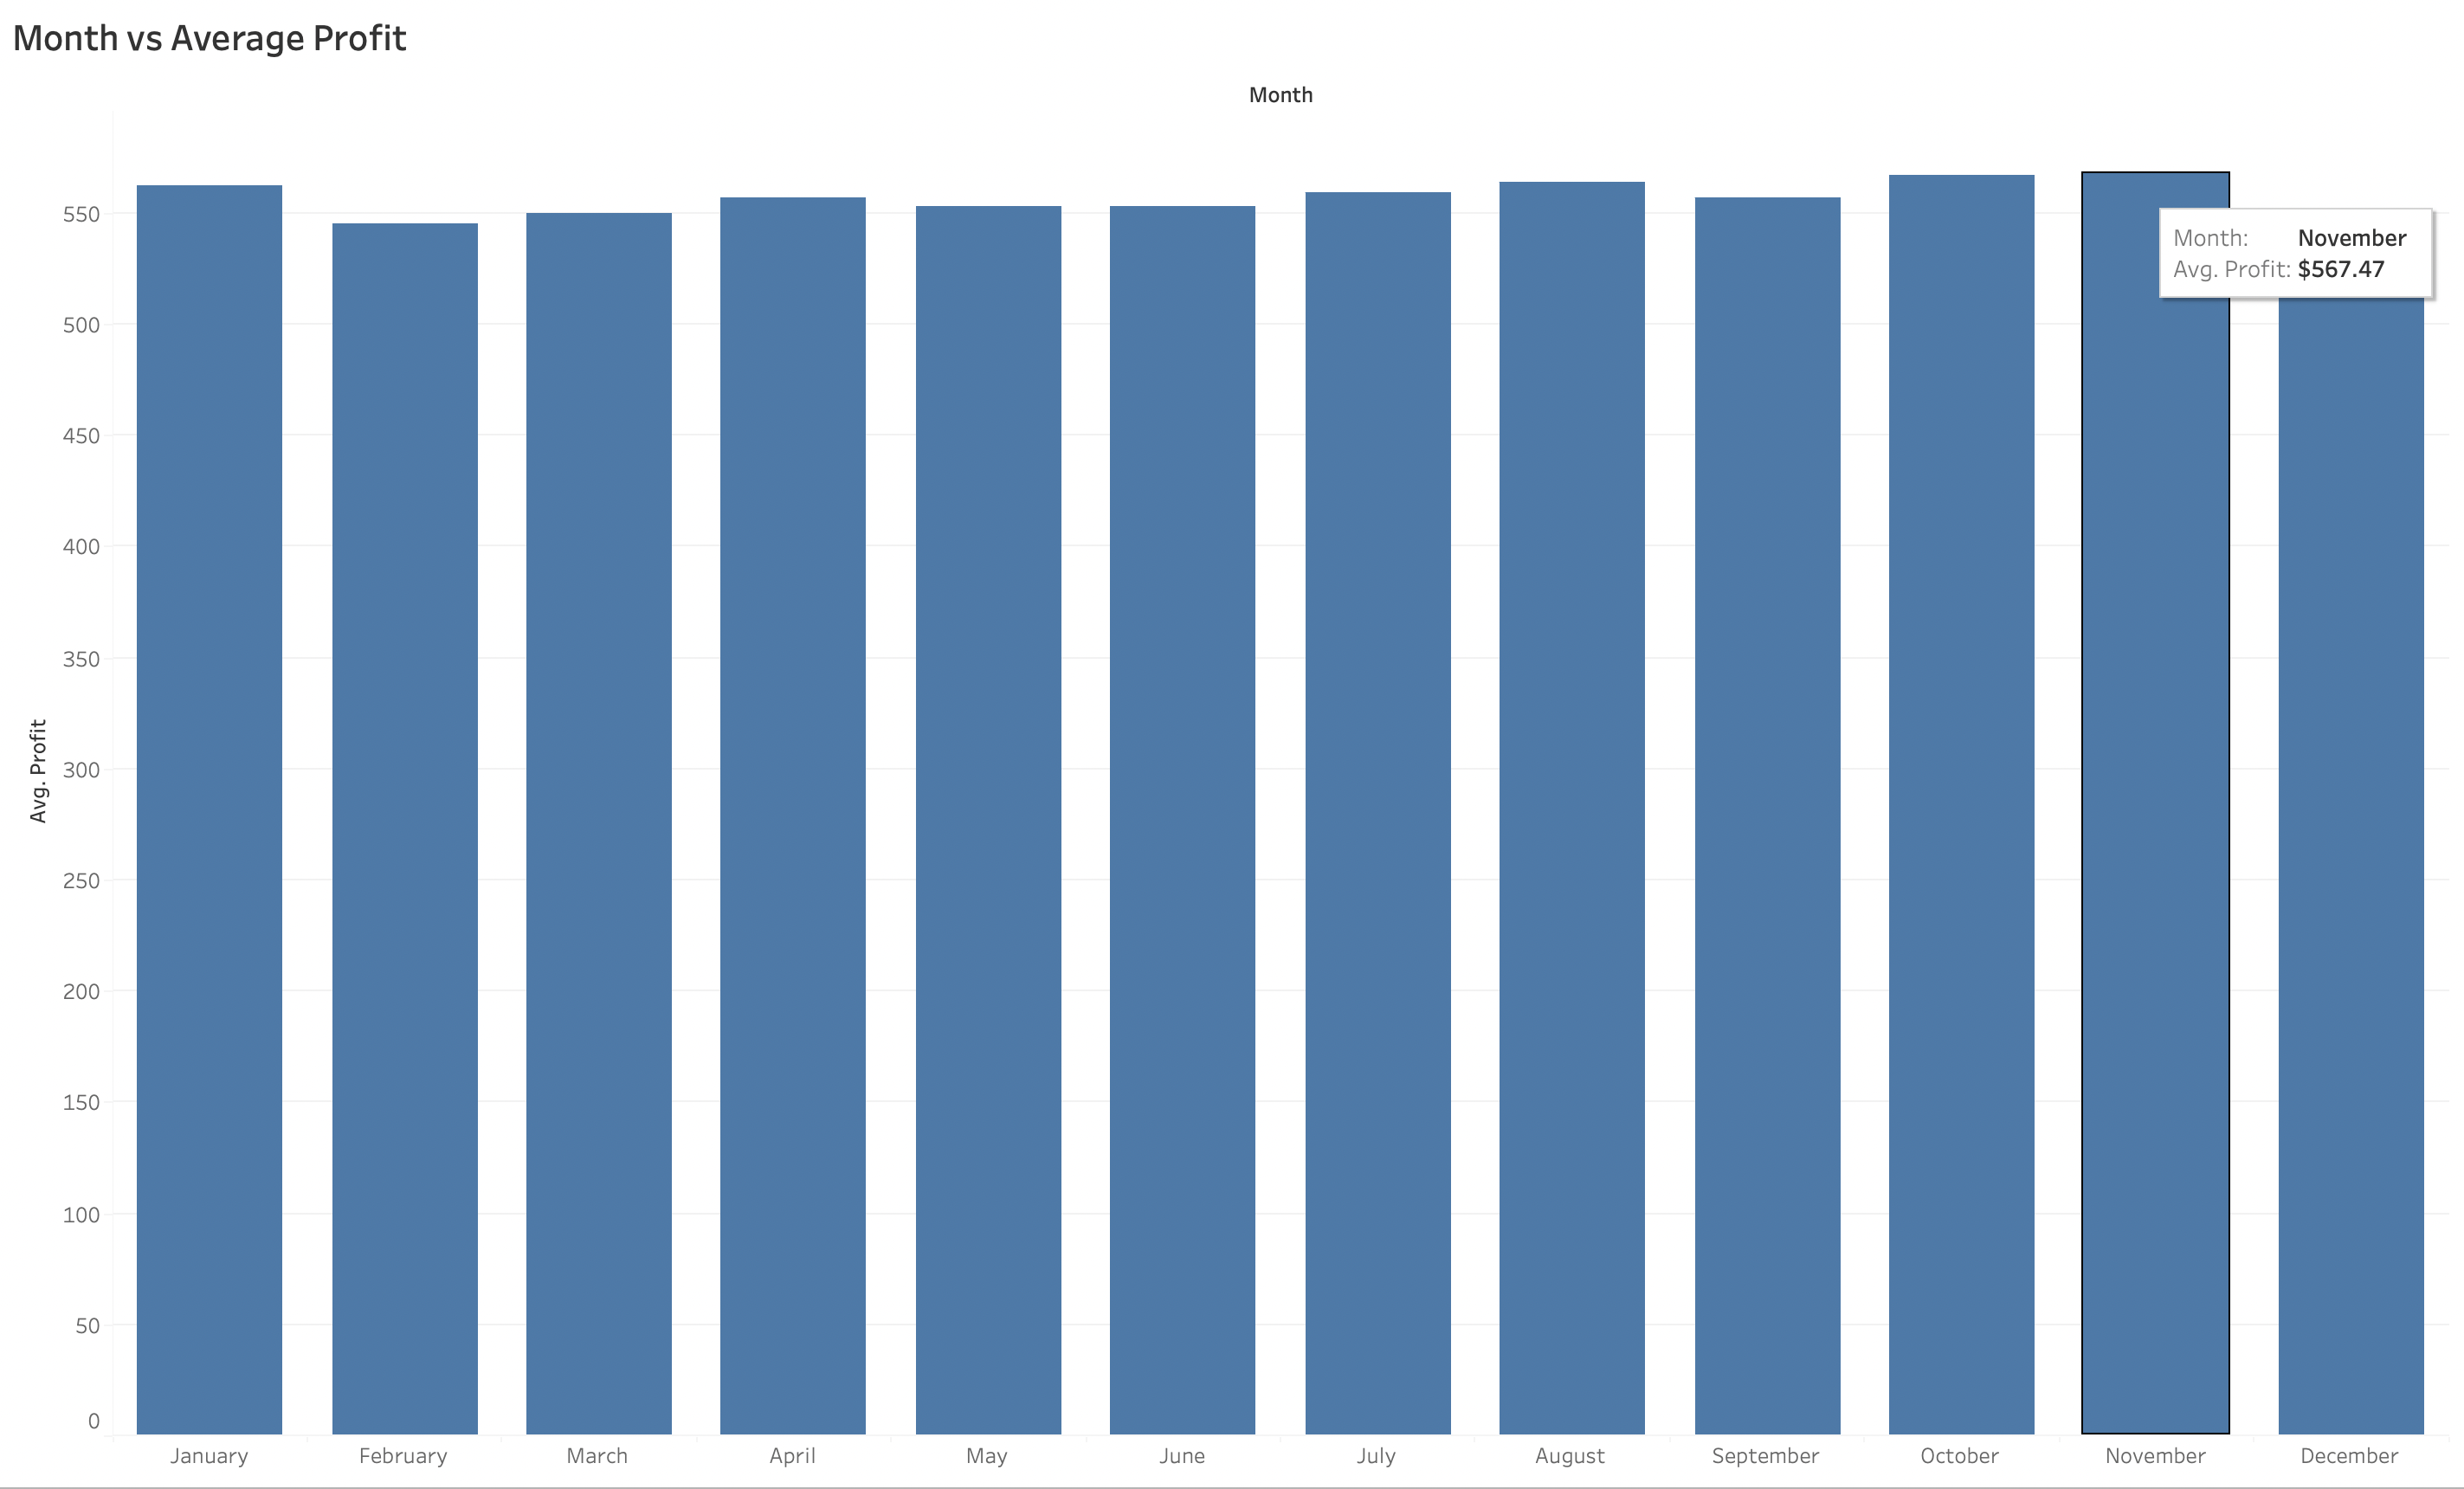 Month vs Average Profit
Month
550
Month: November
Avg. Profit: $567.47
500
450
400
350
Avg. Profit
300
250
200
150
100
50
0
January February March April May June July August September October November December